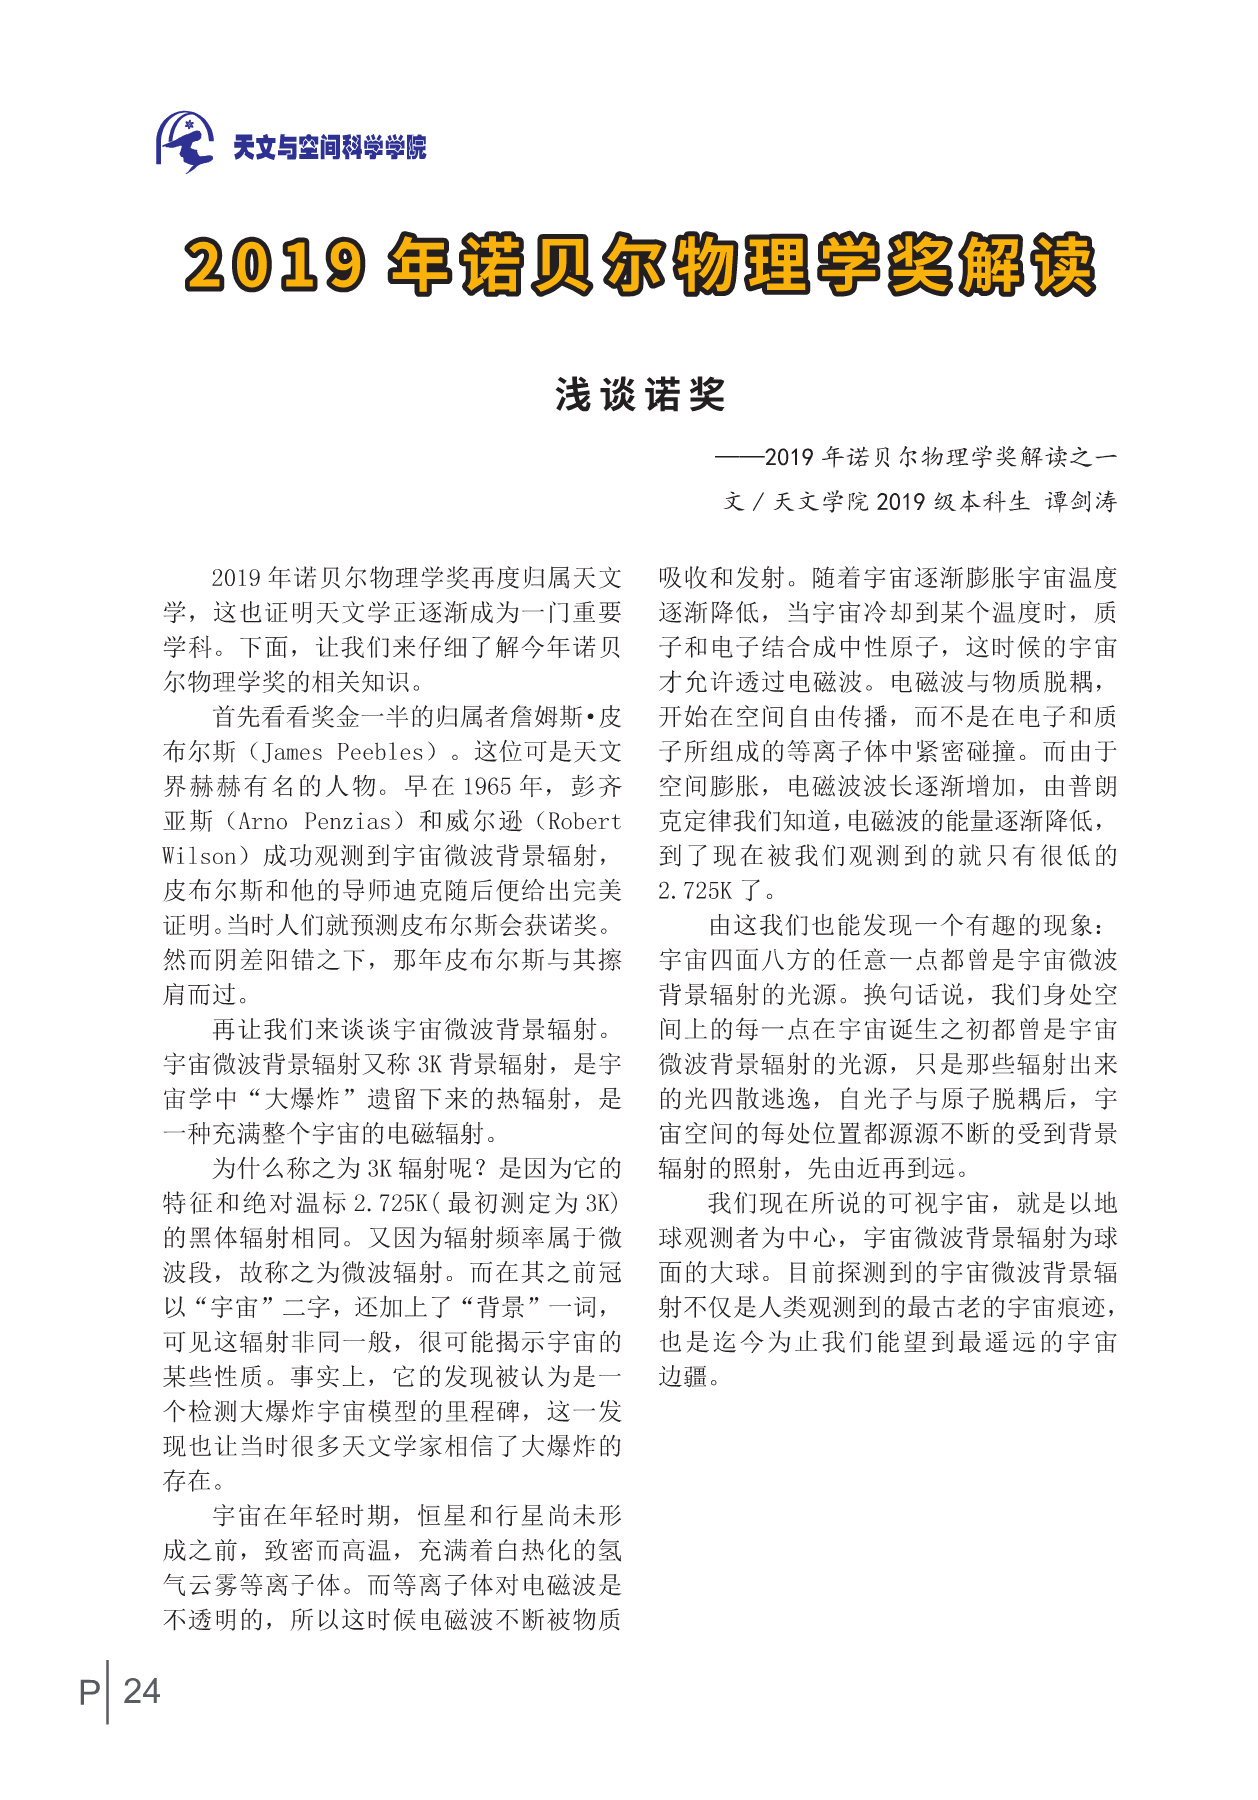 天文与空间科学学院
2019 年诺贝尔物理学奖解读
浅谈诺奖
——2019 年诺贝尔物理学奖解读之一
文 / 天文学院 2019 级本科生 谭剑涛
2019 年诺贝尔物理学奖再度归属天文
学，这也证明天文学正逐渐成为一门重要
学科。下面，让我们来仔细了解今年诺贝
尔物理学奖的相关知识。
首先看看奖金一半的归属者詹姆斯•皮
布尔斯（James Peebles）。这位可是天文
界赫赫有名的人物。早在 1965 年，彭齐
亚斯（Arno Penzias）和威尔逊（Robert
Wilson）成功观测到宇宙微波背景辐射，
皮布尔斯和他的导师迪克随后便给出完美
证明。当时人们就预测皮布尔斯会获诺奖。
然而阴差阳错之下，那年皮布尔斯与其擦
肩而过。
再让我们来谈谈宇宙微波背景辐射。
宇宙微波背景辐射又称 3K 背景辐射，是宇
宙学中“大爆炸”遗留下来的热辐射，是
一种充满整个宇宙的电磁辐射。
为什么称之为 3K 辐射呢？是因为它的
特征和绝对温标 2.725K( 最初测定为 3K)
的黑体辐射相同。又因为辐射频率属于微
波段，故称之为微波辐射。而在其之前冠
以“宇宙”二字，还加上了“背景”一词，
可见这辐射非同一般，很可能揭示宇宙的
某些性质。事实上，它的发现被认为是一
个检测大爆炸宇宙模型的里程碑，这一发
现也让当时很多天文学家相信了大爆炸的
存在。
宇宙在年轻时期，恒星和行星尚未形
成之前，致密而高温，充满着白热化的氢
气云雾等离子体。而等离子体对电磁波是
不透明的，所以这时候电磁波不断被物质
吸收和发射。随着宇宙逐渐膨胀宇宙温度
逐渐降低，当宇宙冷却到某个温度时，质
子和电子结合成中性原子，这时候的宇宙
才允许透过电磁波。电磁波与物质脱耦，
开始在空间自由传播，而不是在电子和质
子所组成的等离子体中紧密碰撞。而由于
空间膨胀，电磁波波长逐渐增加，由普朗
克定律我们知道，电磁波的能量逐渐降低，
到了现在被我们观测到的就只有很低的
2.725K 了。
由这我们也能发现一个有趣的现象：
宇宙四面八方的任意一点都曾是宇宙微波
背景辐射的光源。换句话说，我们身处空
间上的每一点在宇宙诞生之初都曾是宇宙
微波背景辐射的光源，只是那些辐射出来
的光四散逃逸，自光子与原子脱耦后，宇
宙空间的每处位置都源源不断的受到背景
辐射的照射，先由近再到远。
我们现在所说的可视宇宙，就是以地
球观测者为中心，宇宙微波背景辐射为球
面的大球。目前探测到的宇宙微波背景辐
射不仅是人类观测到的最古老的宇宙痕迹，
也是迄今为止我们能望到最遥远的宇宙
边疆。
P 24